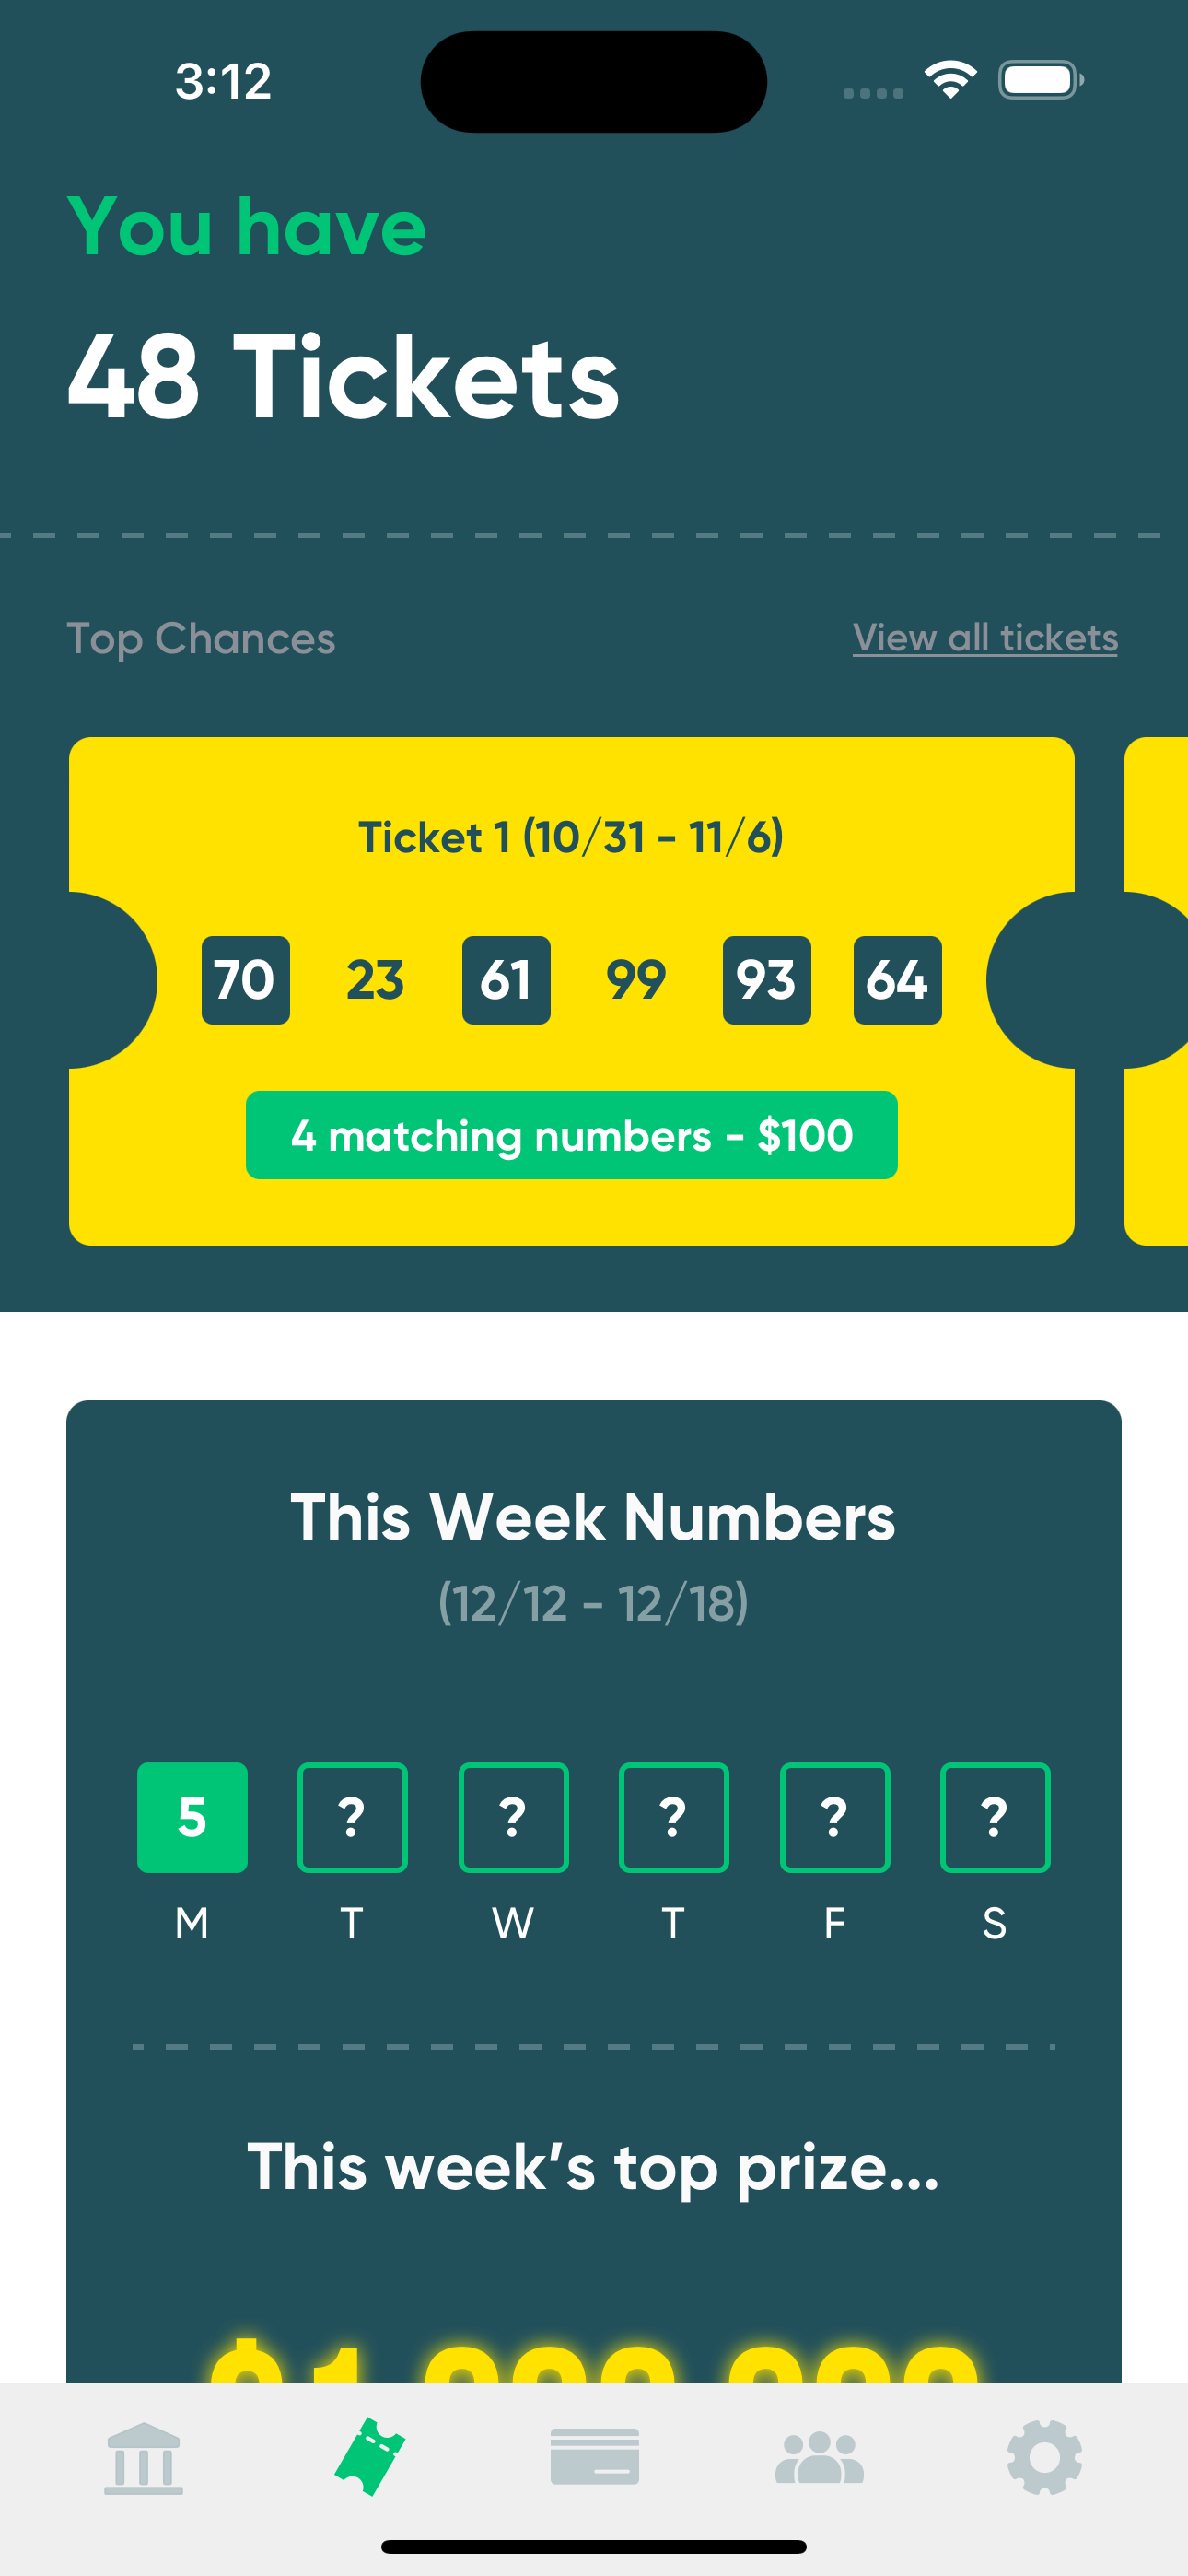 3:12
You have
48 Tickets
Top Chances
View all tickets
Ticket 1 (10/31 - 11/6)
70 23 61 99 93 64
4 matching numbers - $100
This Week Numbers
(12/12 - 12/18)
5 ? ? ? ? ?
M T W T F S
This week's top prize...